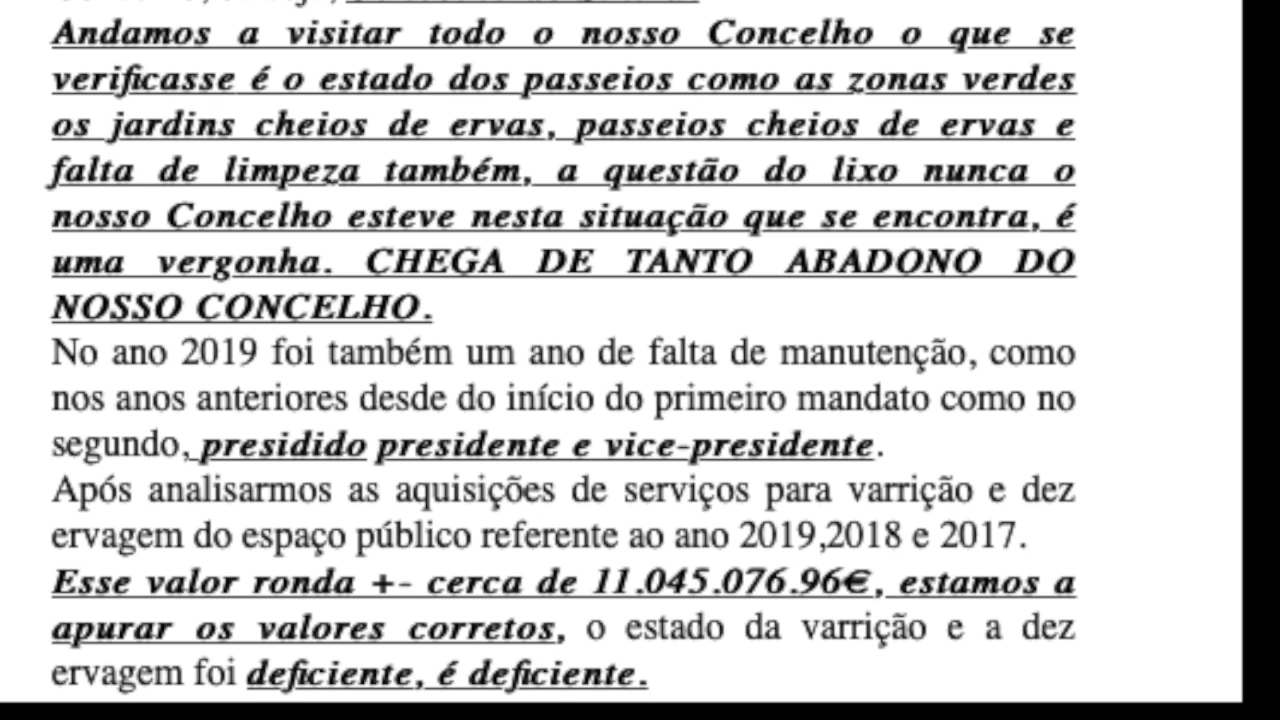 Andamos a visitar todo o nosso Concelho o que se
verificasse é o estado dos passeios como as zonas verdes
os jardins cheios de ervas, passeios cheios de ervas e
falta de limpeza também, a questão do lixo nunca o
nosso Concelho esteve nesta situação que se encontra, é
uma vergonha. CHEGA DE TANTO ABADONO DO
NOSSO CONCELHO.
No ano 2019 foi também um ano de falta de manutenção, como
nos anos anteriores desde do início do primeiro mandato como no
segundo, presidido presidente e vice-presidente.
Após analisarmos as aquisições de serviços para varrição e dez
ervagem do espaço público referente ao ano 2019,2018 e 2017.
Esse valor ronda +- cerca de 11.045.076.96€, estamos a
apurar os valores corretos, o estado da varrição e a dez
ervagem foi deficiente, é deficiente.